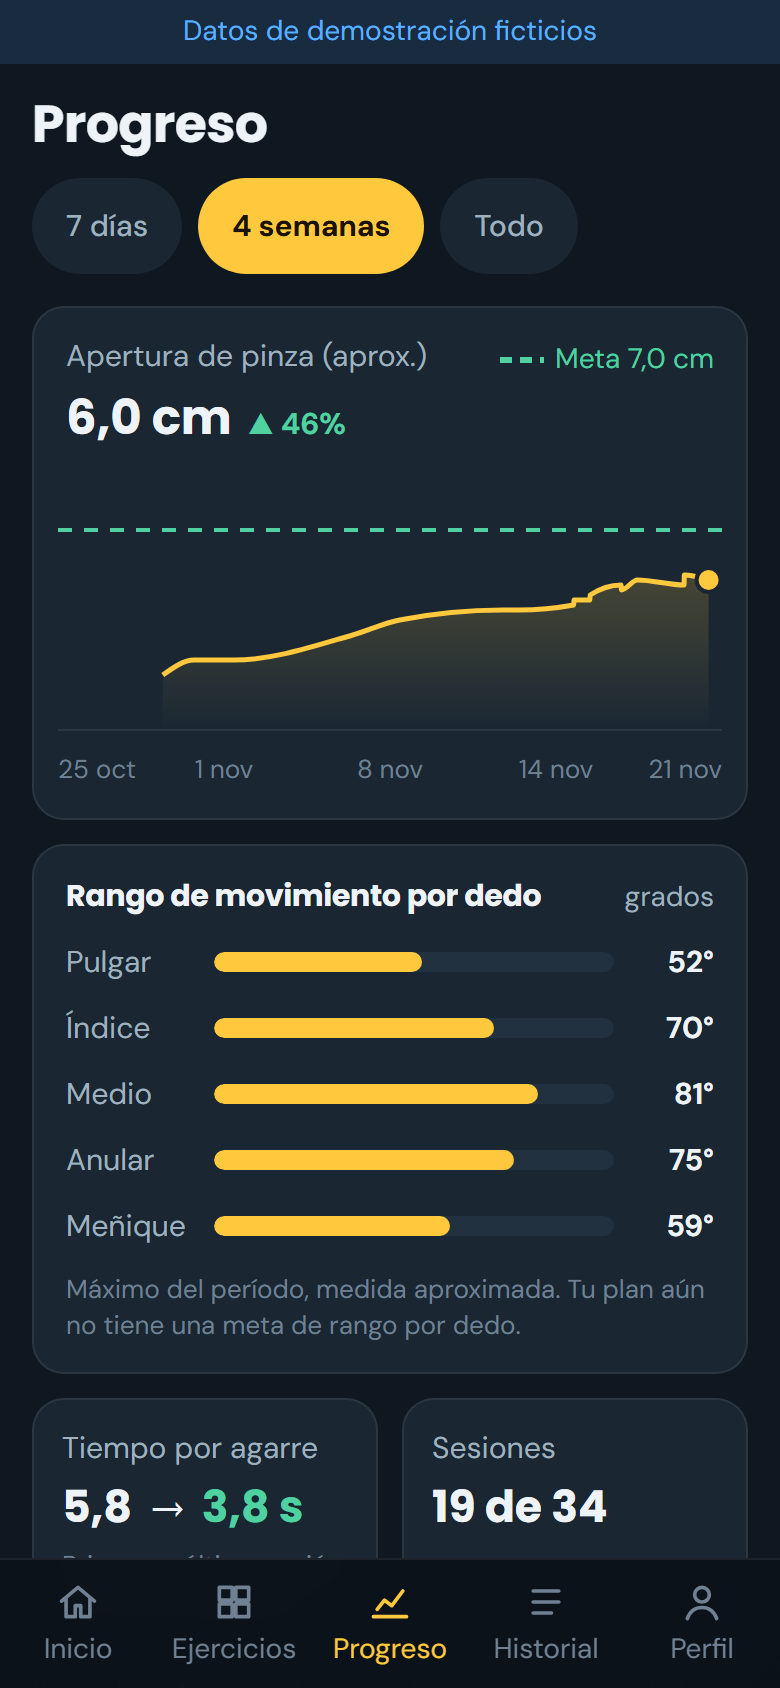 Datos de demostración ficticios
Progreso
7 días
4 semanas
Todo
Apertura de pinza (aprox.)
Meta 7,0 cm
6,0 cm ▲ 46%
25 oct
1 nov
8 nov
14 nov
21 nov
Rango de movimiento por dedo
grados
Pulgar
52°
Índice
70°
Medio
81°
Anular
75°
Meñique
59°
Máximo del período, medida aproximada. Tu plan aún
no tiene una meta de rango por dedo.
Tiempo por agarre
5,8 → 3,8 s
Sesiones
19 de 34
Inicio
Ejercicios
Progreso
Historial
Perfil